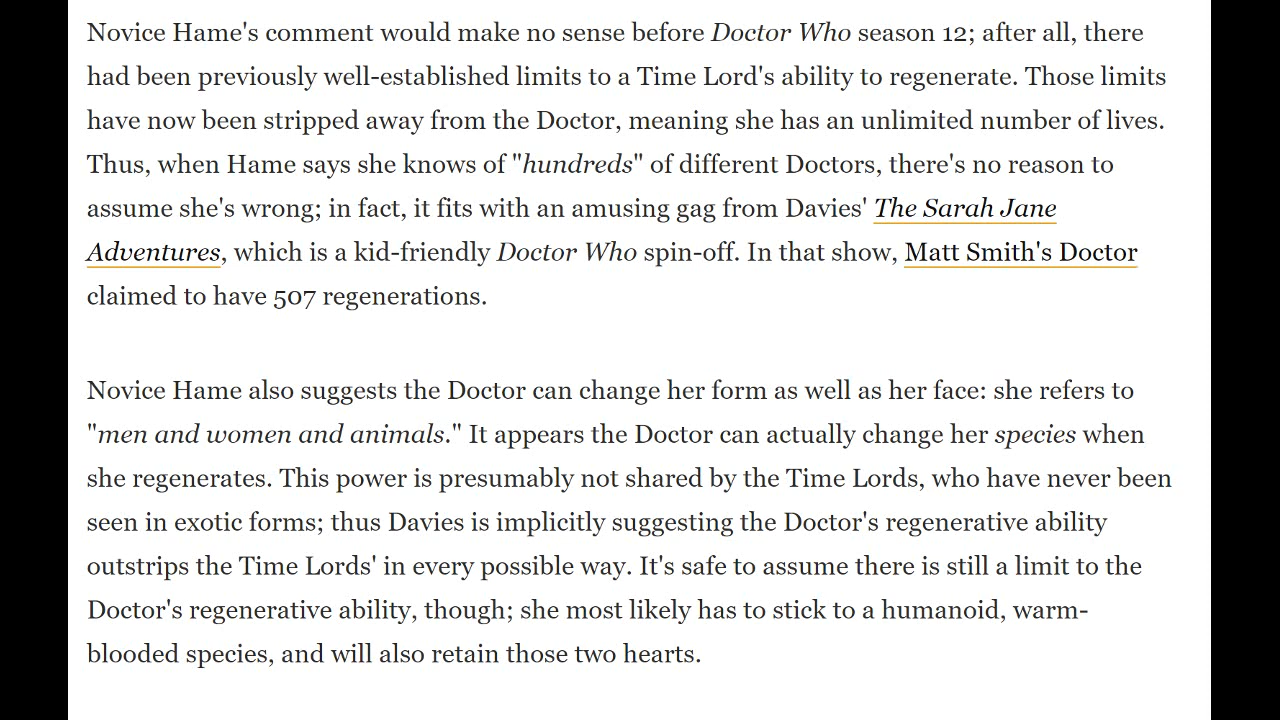 Novice Hame's comment would make no sense before Doctor Who season 12; after all, there
had been previously well-established limits to a Time Lord's ability to regenerate. Those limits
have now been stripped away from the Doctor, meaning she has an unlimited number of lives.
Thus, when Hame says she knows of "hundreds" of different Doctors, there's no reason to
assume she's wrong; in fact, it fits with an amusing gag from Davies' The Sarah Jane
Adventures, which is a kid-friendly Doctor Who spin-off. In that show, Matt Smith's Doctor
claimed to have 507 regenerations.
Novice Hame also suggests the Doctor can change her form as well as her face: she refers to
"men and women and animals." It appears the Doctor can actually change her species when
she regenerates. This power is presumably not shared by the Time Lords, who have never been
seen in exotic forms; thus Davies is implicitly suggesting the Doctor's regenerative ability
outstrips the Time Lords' in every possible way. It's safe to assume there is still a limit to the
Doctor's regenerative ability, though; she most likely has to stick to a humanoid, warm-
blooded species, and will also retain those two hearts.